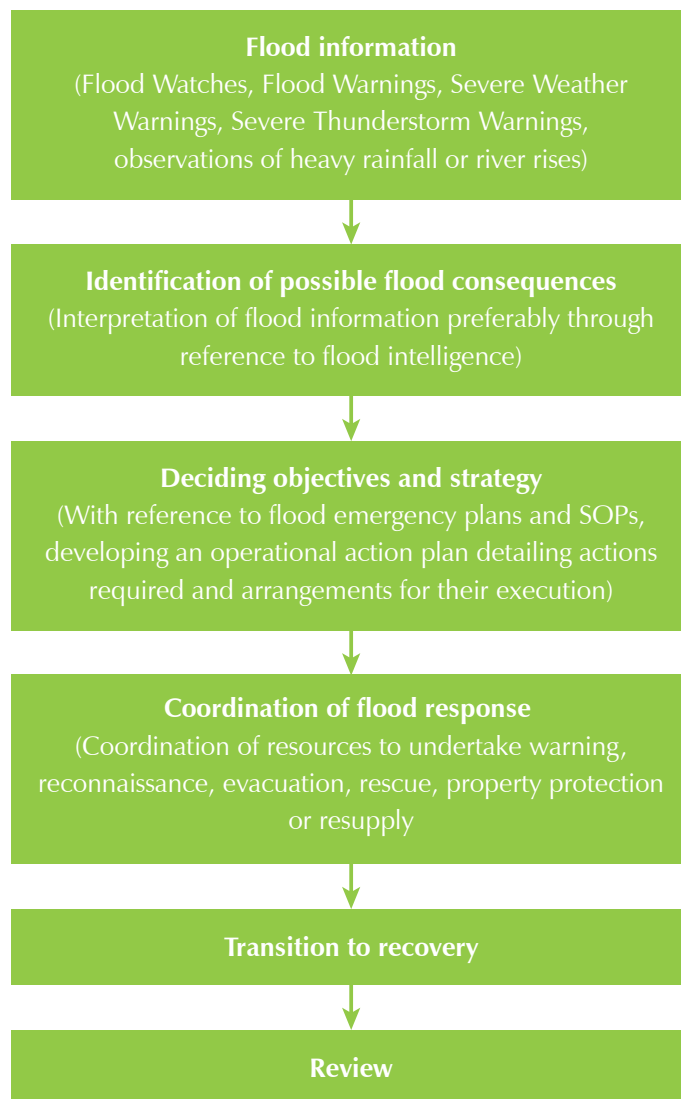 Flood information
(Flood Watches, Flood Warnings, Severe Weather
Warnings, Severe Thunderstorm Warnings,
observations of heavy rainfall or river rises)
Identification of possible flood consequences
(Interpretation of flood information preferably through
reference to flood intelligence)
Deciding objectives and strategy
(With reference to flood emergency plans and SOPs,
developing an operational action plan detailing actions
required and arrangements for their execution)
Coordination of flood response
(Coordination of resources to undertake warning,
reconnaissance, evacuation, rescue, property protection
or resupply
Transition to recovery
Review